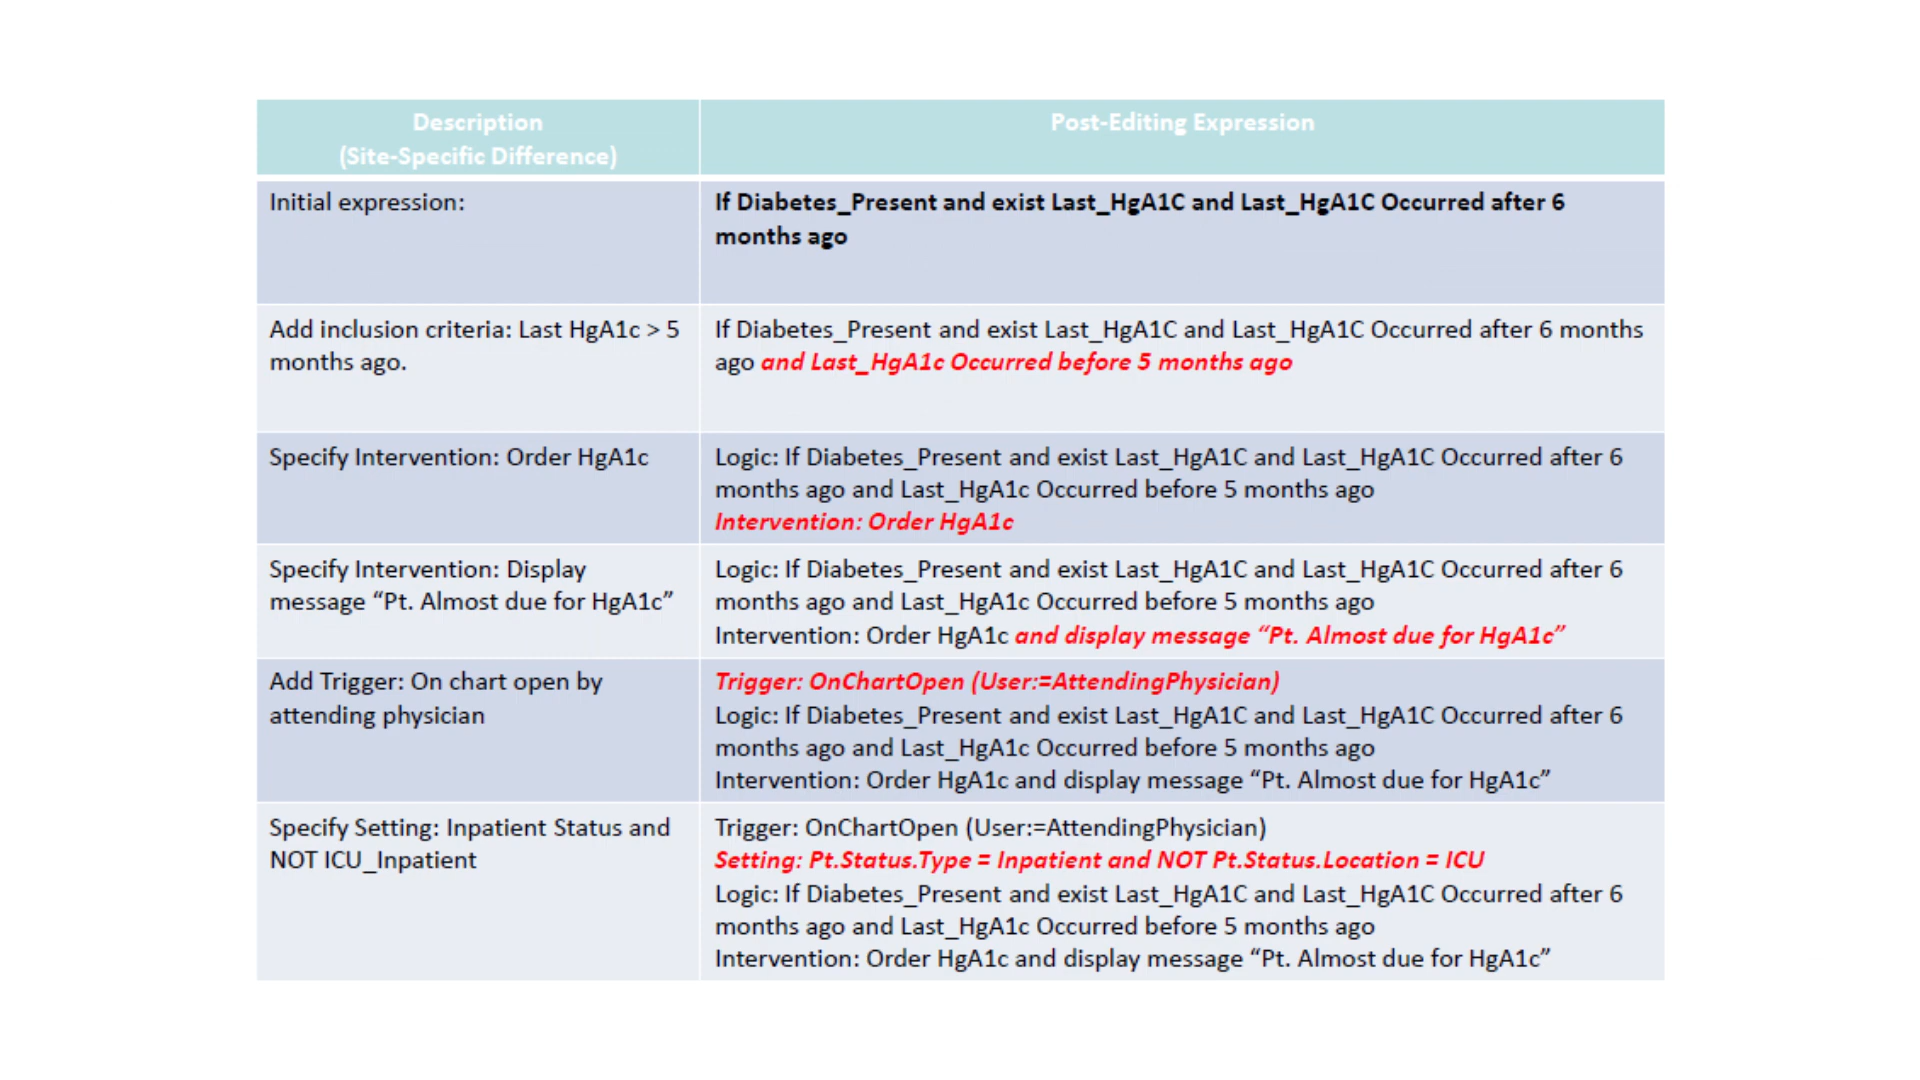 Description
(Site-Specific Difference)
Post-Editing Expression
Initial expression:
If Diabetes_Present and exist Last_HgA1C and Last_HgA1C Occurred after 6
months ago
Add inclusion criteria: Last HgA1c > 5
months ago.
If Diabetes_Present and exist Last_HgA1C and Last_HgA1C Occurred after 6 months
ago and Last_HgA1c Occurred before 5 months ago
Specify Intervention: Order HgA1c
Logic: If Diabetes_Present and exist Last_HgA1C and Last_HgA1C Occurred after 6
months ago and Last_HgA1c Occurred before 5 months ago
Intervention: Order HgA1c
Specify Intervention: Display
message “Pt. Almost due for HgA1c”
Logic: If Diabetes_Present and exist Last_HgA1C and Last_HgA1C Occurred after 6
months ago and Last_HgA1c Occurred before 5 months ago
Intervention: Order HgA1c and display message “Pt. Almost due for HgA1c”
Add Trigger: On chart open by
attending physician
Trigger: OnChartOpen (User:=AttendingPhysician)
Logic: If Diabetes_Present and exist Last_HgA1C and Last_HgA1C Occurred after 6
months ago and Last_HgA1c Occurred before 5 months ago
Intervention: Order HgA1c and display message “Pt. Almost due for HgA1c”
Specify Setting: Inpatient Status and
NOT ICU_Inpatient
Trigger: OnChartOpen (User:=AttendingPhysician)
Setting: Pt.Status.Type = Inpatient and NOT Pt.Status.Location = ICU
Logic: If Diabetes_Present and exist Last_HgA1C and Last_HgA1C Occurred after 6
months ago and Last_HgA1c Occurred before 5 months ago
Intervention: Order HgA1c and display message “Pt. Almost due for HgA1c”